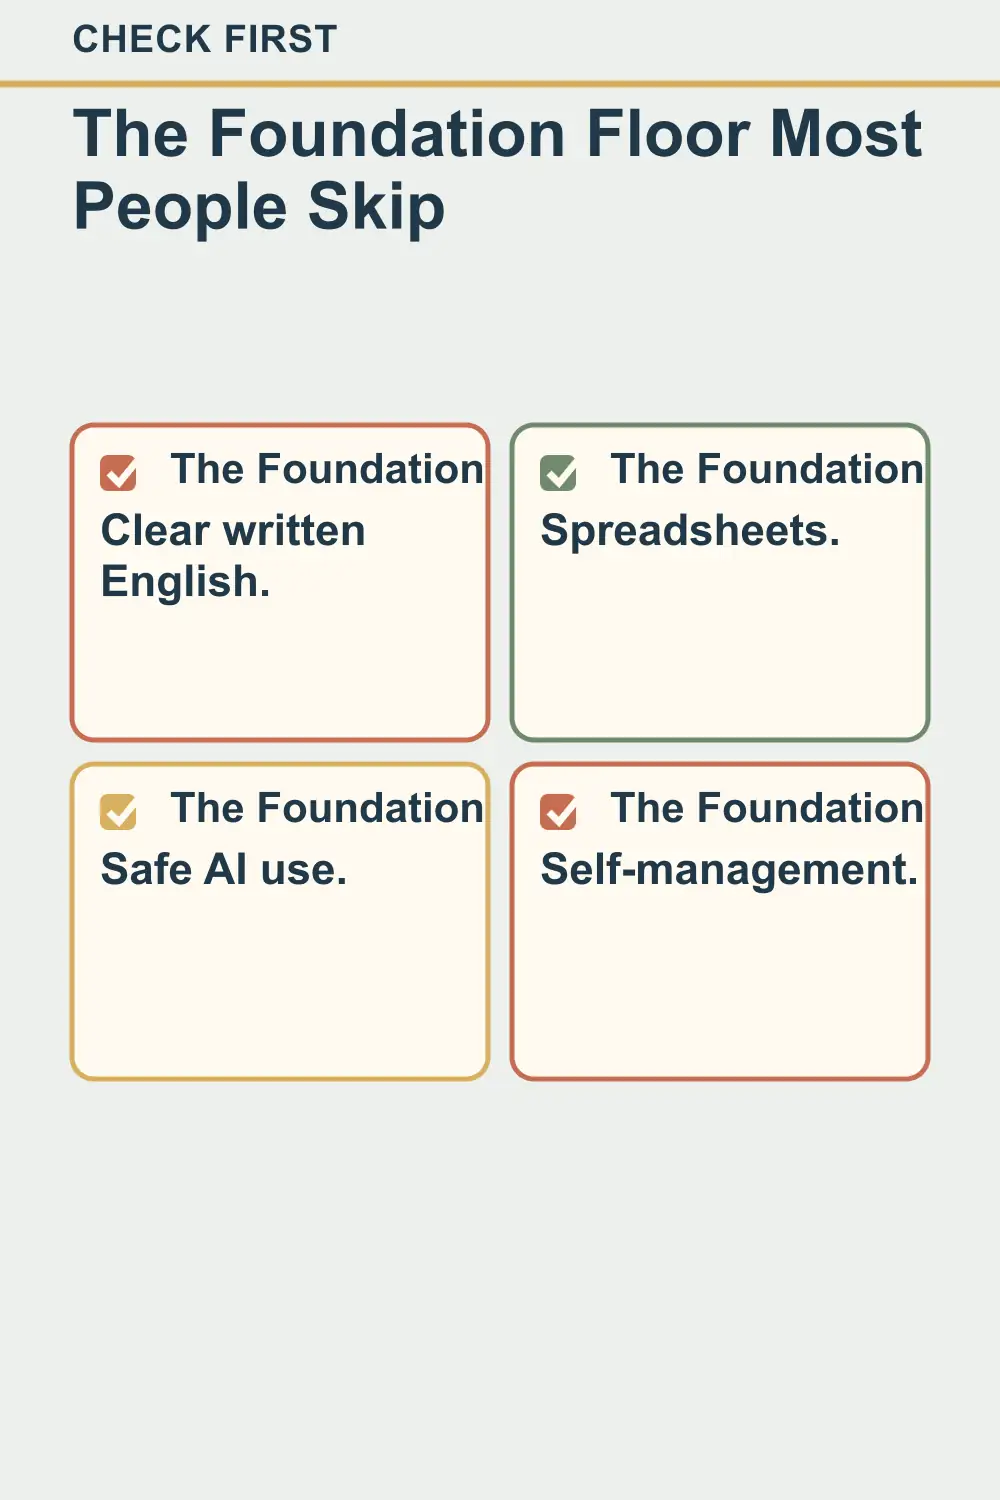 CHECK FIRST
The Foundation Floor Most
People Skip
The Foundation
Clear written
English.
The Foundation
Spreadsheets.
The Foundation
Safe AI use.
The Foundation
Self-management.